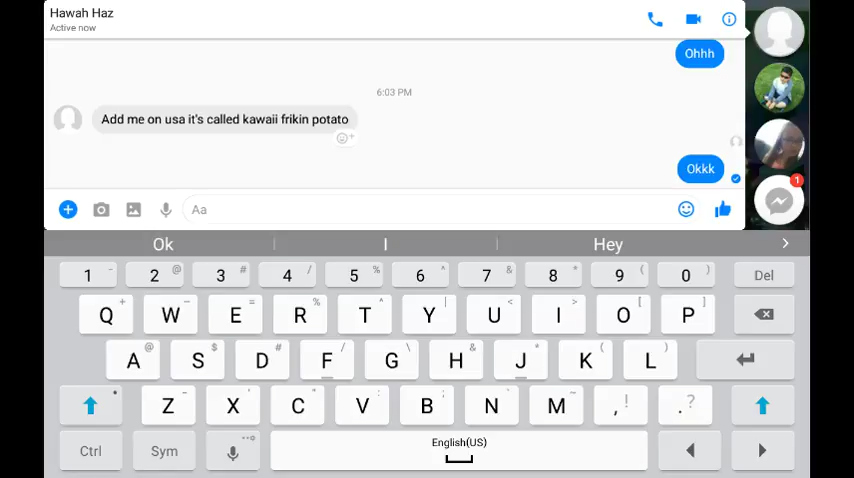 Hawah Haz
Active now
Ohhh
6:03 PM
Add me on usa it's called kawaii frikin potato
Okkk
Aa
1
Ok I Hey >
1 - 2 @ 3 # 4 / 5 % 6 ^ 7 & 8 * 9 ( 0 ) Del
Q + W - E = R % T ^ Y | U < I > O [ P ]
A @ S $ D # F / G \ H & J * K ( L )
Z - X ' C " V : B ; N ` M ~ , ! . ?
Ctrl Sym English(US)